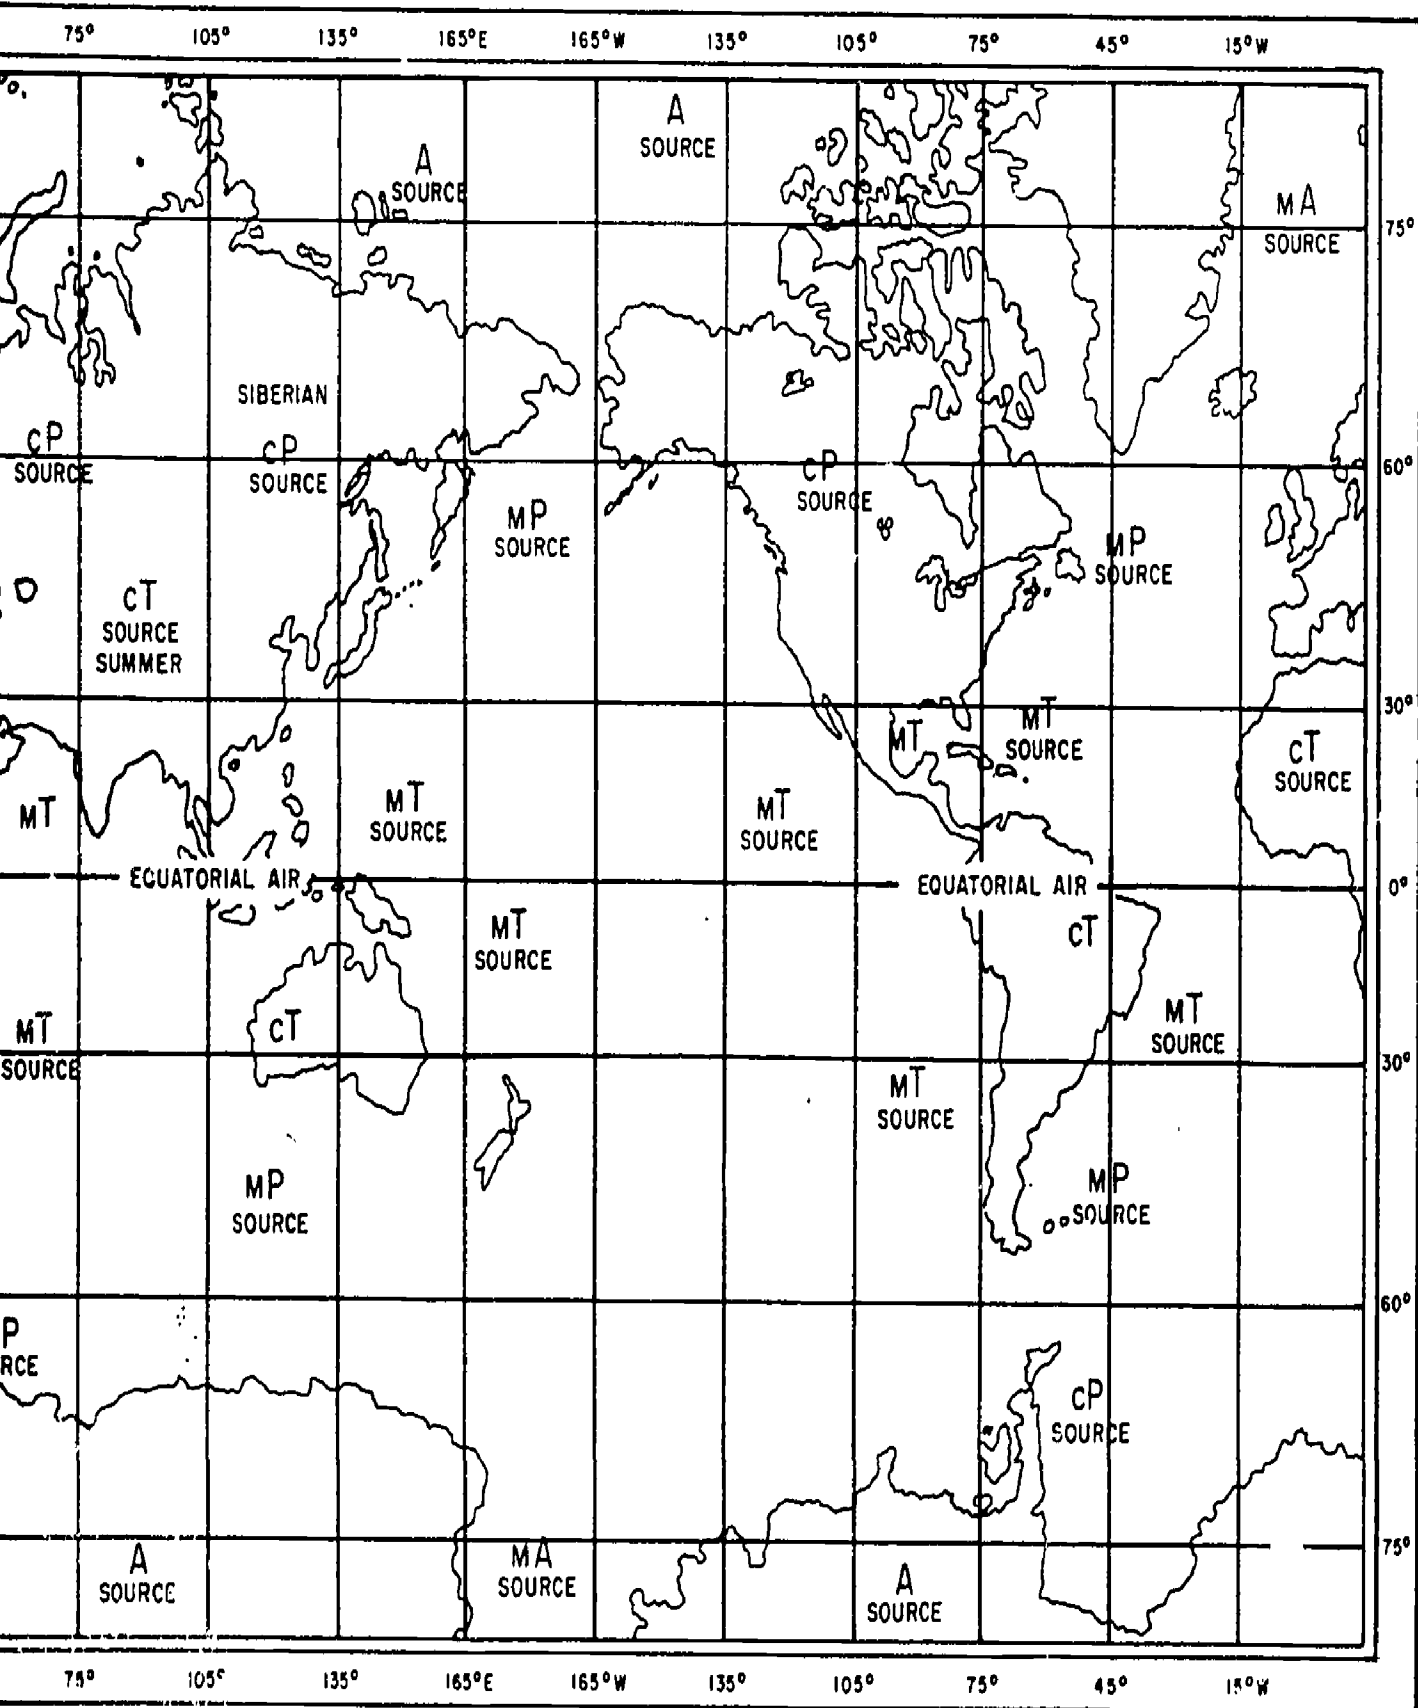 75° 105° 135° 165°E 165°W 135° 105° 75° 45° 15°W
A
SOURCE
A
SOURCE
MA
SOURCE
75°
SIBERIAN
cP
SOURCE
cP
SOURCE
cP
SOURCE
60°
MP
SOURCE
MP
SOURCE
cT
SOURCE
SUMMER
30°
MT
MT
SOURCE
cT
SOURCE
MT
MT
SOURCE
MT
SOURCE
EQUATORIAL AIR
EQUATORIAL AIR
0°
MT
SOURCE
cT
MT
SOURCE
cT
MT
SOURCE
30°
MT
SOURCE
MP
SOURCE
MP
SOURCE
60°
P
RCE
cP
SOURCE
75°
A
SOURCE
MA
SOURCE
A
SOURCE
75° 105° 135° 165°E 165°W 135° 105° 75° 45° 15°W